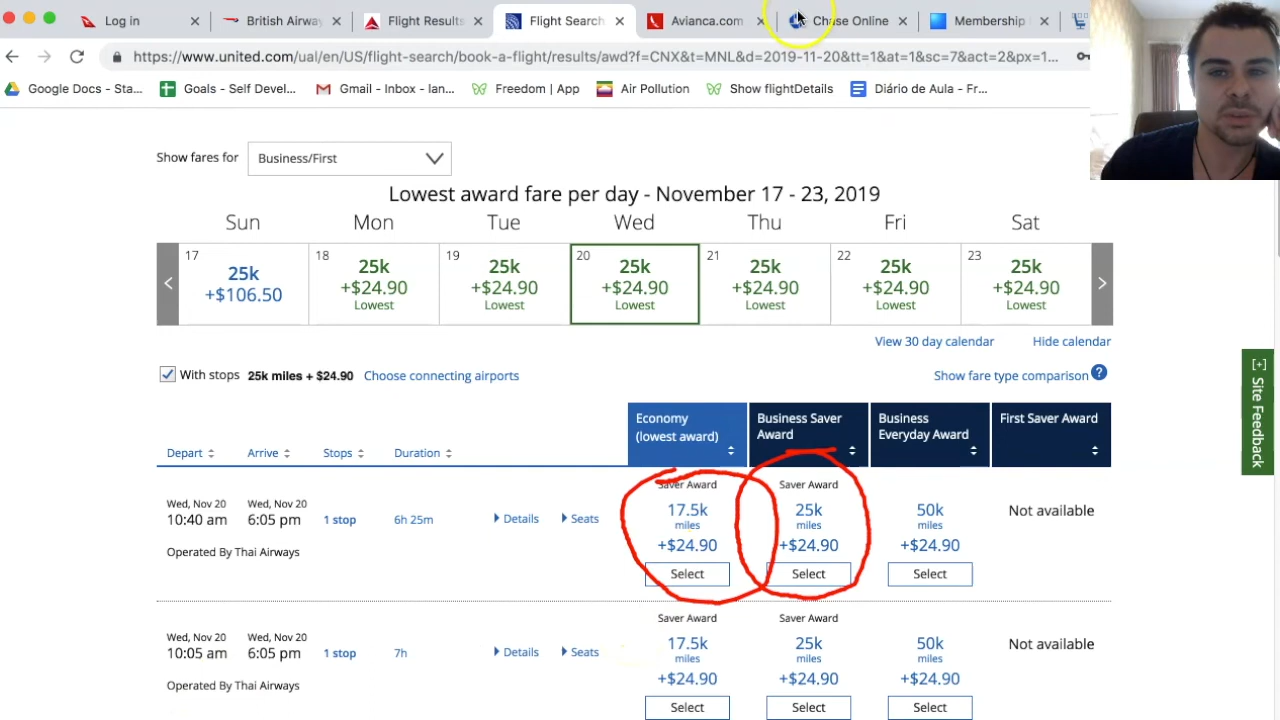 Log in
British Airway
Flight Results
Flight Search
Avianca.com
Chase Online
Membership
https://www.united.com/ual/en/US/flight-search/book-a-flight/results/awd?f=CNX&t=MNL&d=2019-11-20&tt=1&at=1&sc=7&act=2&px=1...
Google Docs - Sta...
Goals - Self Devel...
Gmail - Inbox - lan...
Freedom | App
Air Pollution
Show flightDetails
Diário de Aula - Fr...
Show fares for
Business/First
Lowest award fare per day - November 17 - 23, 2019
Sun Mon Tue Wed Thu Fri Sat
17 18 19 20 21 22 23
25k 25k 25k 25k 25k 25k 25k
+$106.50 +$24.90 +$24.90 +$24.90 +$24.90 +$24.90 +$24.90
Lowest Lowest Lowest Lowest Lowest Lowest
View 30 day calendar Hide calendar
With stops 25k miles + $24.90 Choose connecting airports Show fare type comparison ?
Economy
(lowest award)
Business Saver
Award
Business
Everyday Award
First Saver Award
Depart Arrive Stops Duration
Saver Award Saver Award
Wed, Nov 20 Wed, Nov 20
10:40 am 6:05 pm 1 stop 6h 25m Details Seats 17.5k 25k 50k Not available
miles miles miles
+$24.90 +$24.90 +$24.90
Operated By Thai Airways
Select Select Select
Saver Award Saver Award
Wed, Nov 20 Wed, Nov 20
10:05 am 6:05 pm 1 stop 7h Details Seats 17.5k 25k 50k Not available
miles miles miles
+$24.90 +$24.90 +$24.90
Operated By Thai Airways
Select Select Select
[+] Site Feedback